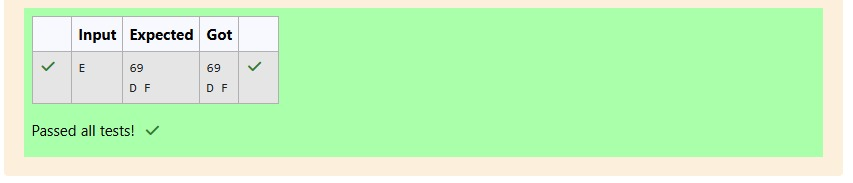 Input Expected Got
E 69 69
D F D F
Passed all tests!